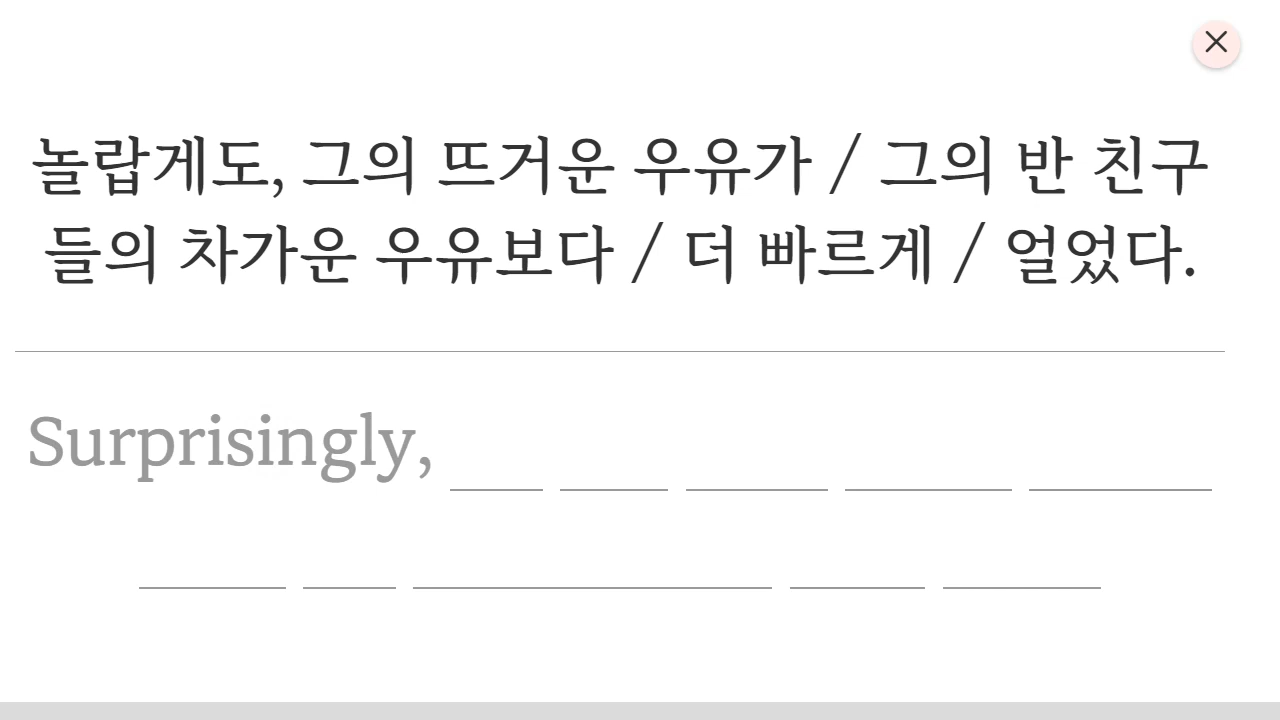 놀랍게도, 그의 뜨거운 우유가 / 그의 반 친구
들의 차가운 우유보다 / 더 빠르게 / 얼었다.
Surprisingly,